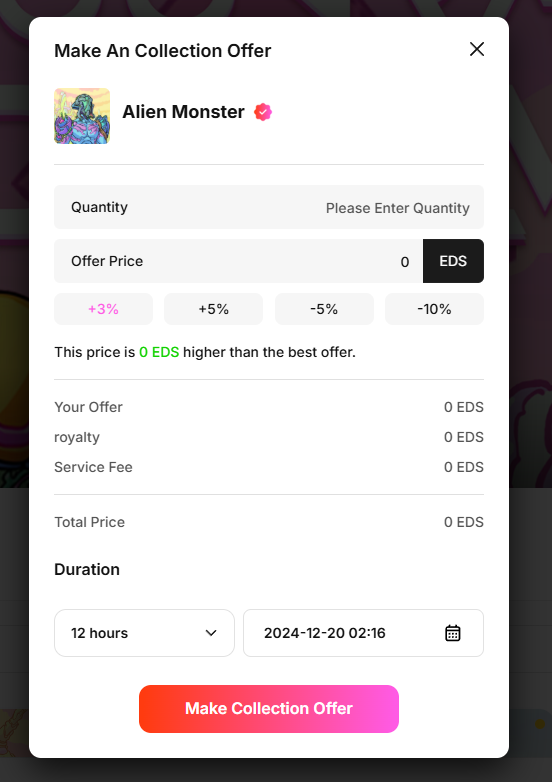 Make An Collection Offer
Alien Monster
Quantity Please Enter Quantity
Offer Price 0 EDS
+3% +5% -5% -10%
This price is 0 EDS higher than the best offer.
Your Offer 0 EDS
royalty 0 EDS
Service Fee 0 EDS
Total Price 0 EDS
Duration
12 hours 2024-12-20 02:16
Make Collection Offer